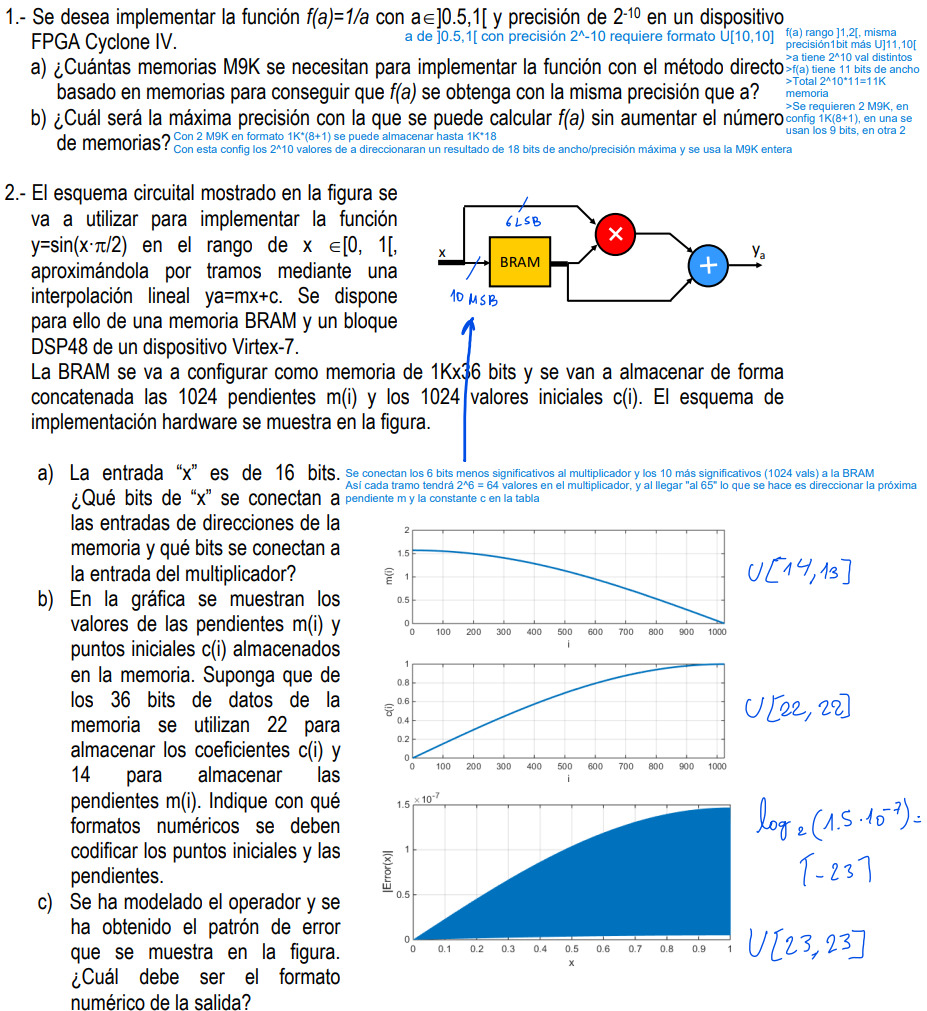 1.- Se desea implementar la función f(a)=1/a con a∈]0.5,1[ y precisión de 2-10 en un dispositivo
FPGA Cyclone IV.
a de ]0.5,1[ con precisión 2^-10 requiere formato U[10,10]
f(a) rango ]1,2[, misma
precisión1bit más U]11,10[
>a tiene 2^10 val distintos
>f(a) tiene 11 bits de ancho
>Total 2^10*11=11K
memoria
>Se requieren 2 M9K, en
config 1K(8+1), en una se
usan los 9 bits, en otra 2
a) ¿Cuántas memorias M9K se necesitan para implementar la función con el método directo
basado en memorias para conseguir que f(a) se obtenga con la misma precisión que a?
b) ¿Cuál será la máxima precisión con la que se puede calcular f(a) sin aumentar el número
de memorias?
Con 2 M9K en formato 1K*(8+1) se puede almacenar hasta 1K*18
Con esta config los 2^10 valores de a direccionaran un resultado de 18 bits de ancho/precisión máxima y se usa la M9K entera
2.- El esquema circuital mostrado en la figura se
va a utilizar para implementar la función
y=sin(x·π/2) en el rango de x ∈[0, 1[,
aproximándola por tramos mediante una
interpolación lineal ya=mx+c. Se dispone
para ello de una memoria BRAM y un bloque
DSP48 de un dispositivo Virtex-7.
6 LSB
×
x
BRAM
+
ya
10 MSB
La BRAM se va a configurar como memoria de 1Kx36 bits y se van a almacenar de forma
concatenada las 1024 pendientes m(i) y los 1024 valores iniciales c(i). El esquema de
implementación hardware se muestra en la figura.
a) La entrada “x” es de 16 bits.
¿Qué bits de “x” se conectan a
las entradas de direcciones de la
memoria y qué bits se conectan a
la entrada del multiplicador?
Se conectan los 6 bits menos significativos al multiplicador y los 10 más significativos (1024 vals) a la BRAM
Así cada tramo tendrá 2^6 = 64 valores en el multiplicador, y al llegar "al 65" lo que se hace es direccionar la próxima
pendiente m y la constante c en la tabla
b) En la gráfica se muestran los
valores de las pendientes m(i) y
puntos iniciales c(i) almacenados
en la memoria. Suponga que de
los 36 bits de datos de la
memoria se utilizan 22 para
almacenar los coeficientes c(i) y
14 para almacenar las
pendientes m(i). Indique con qué
formatos numéricos se deben
codificar los puntos iniciales y las
pendientes.
c) Se ha modelado el operador y se
ha obtenido el patrón de error
que se muestra en la figura.
¿Cuál debe ser el formato
numérico de la salida?
2
1.5
1
0.5
0
m(i)
0 100 200 300 400 500 600 700 800 900 1000
i
U[14,13]
1
0.8
0.6
0.4
0.2
0
c(i)
0 100 200 300 400 500 600 700 800 900 1000
i
U[22,22]
×10-7
1.5
1
0.5
0
|Error(x)|
0 0.1 0.2 0.3 0.4 0.5 0.6 0.7 0.8 0.9 1
x
log2(1.5·10-7)=
⌈-23⌉
U[23,23]